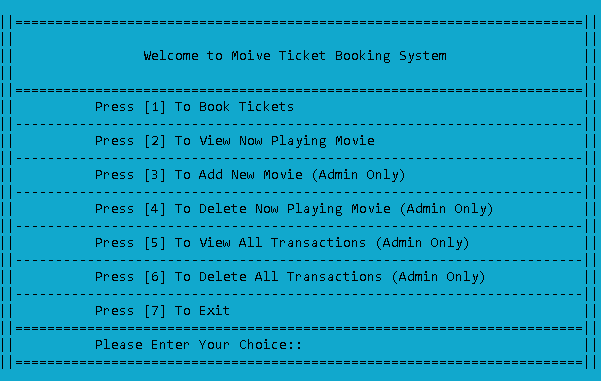 Welcome to Moive Ticket Booking System
Press [1] To Book Tickets
Press [2] To View Now Playing Movie
Press [3] To Add New Movie (Admin Only)
Press [4] To Delete Now Playing Movie (Admin Only)
Press [5] To View All Transactions (Admin Only)
Press [6] To Delete All Transactions (Admin Only)
Press [7] To Exit
Please Enter Your Choice::